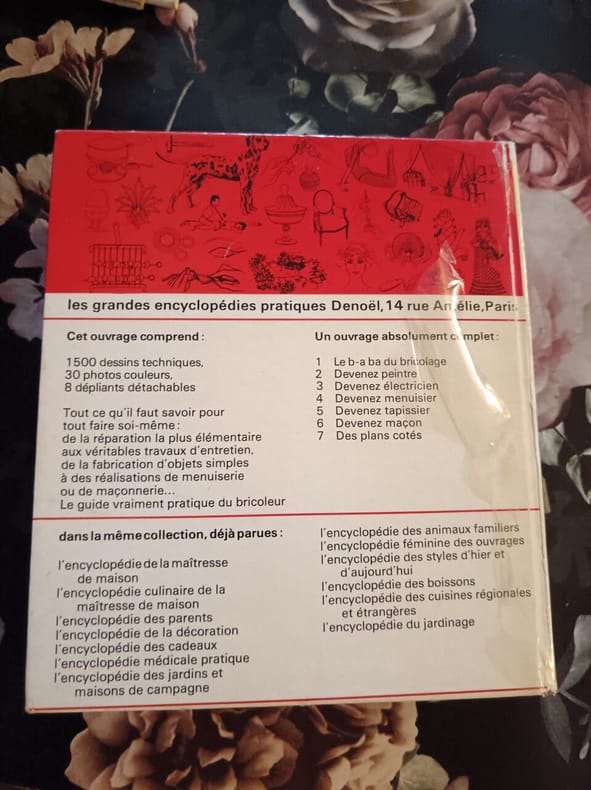 les grandes encyclopédies pratiques Denoël, 14 rue Amélie, Paris.
Cet ouvrage comprend :
1500 dessins techniques,
30 photos couleurs,
8 dépliants détachables
Tout ce qu'il faut savoir pour
tout faire soi-même :
de la réparation la plus élémentaire
aux véritables travaux d'entretien,
de la fabrication d'objets simples
à des réalisations de menuiserie
ou de maçonnerie...
Le guide vraiment pratique du bricoleur
Un ouvrage absolument complet :
1 Le b-a ba du bricolage
2 Devenez peintre
3 Devenez électricien
4 Devenez menuisier
5 Devenez tapissier
6 Devenez maçon
7 Des plans cotés
dans la même collection, déjà parues :
l'encyclopédie de la maîtresse
de maison
l'encyclopédie culinaire de la
maîtresse de maison
l'encyclopédie des parents
l'encyclopédie de la décoration
l'encyclopédie des cadeaux
l'encyclopédie médicale pratique
l'encyclopédie des jardins et
maisons de campagne
l'encyclopédie des animaux familiers
l'encyclopédie féminine des ouvrages
l'encyclopédie des styles d'hier et
d'aujourd'hui
l'encyclopédie des boissons
l'encyclopédie des cuisines régionales
et étrangères
l'encyclopédie du jardinage